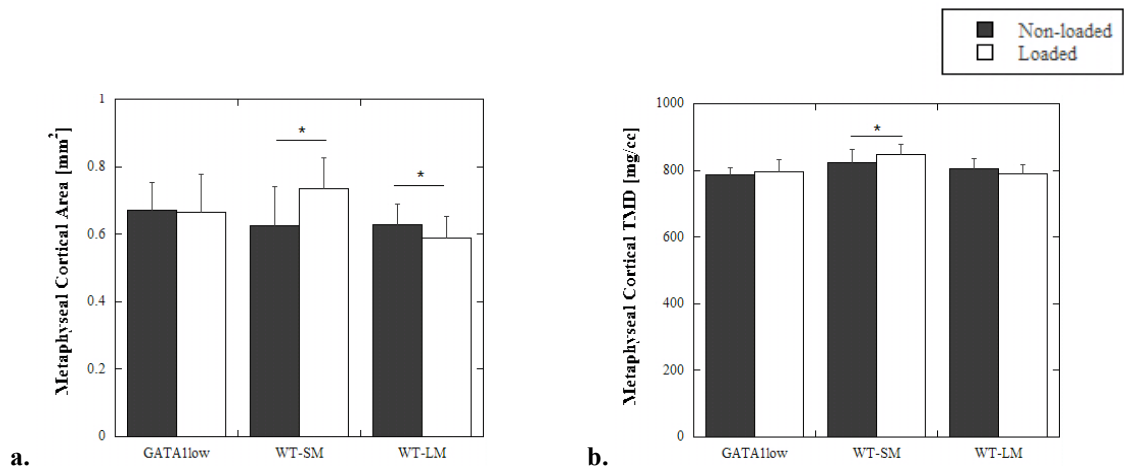 Non-loaded
Loaded
Metaphyseal Cortical Area [mm²]
1
0.8
0.6
0.4
0.2
0
*
*
GATA1low
WT-SM
WT-LM
a.
Metaphyseal Cortical TMD [mg/cc]
1000
800
600
400
200
0
*
GATA1low
WT-SM
WT-LM
b.